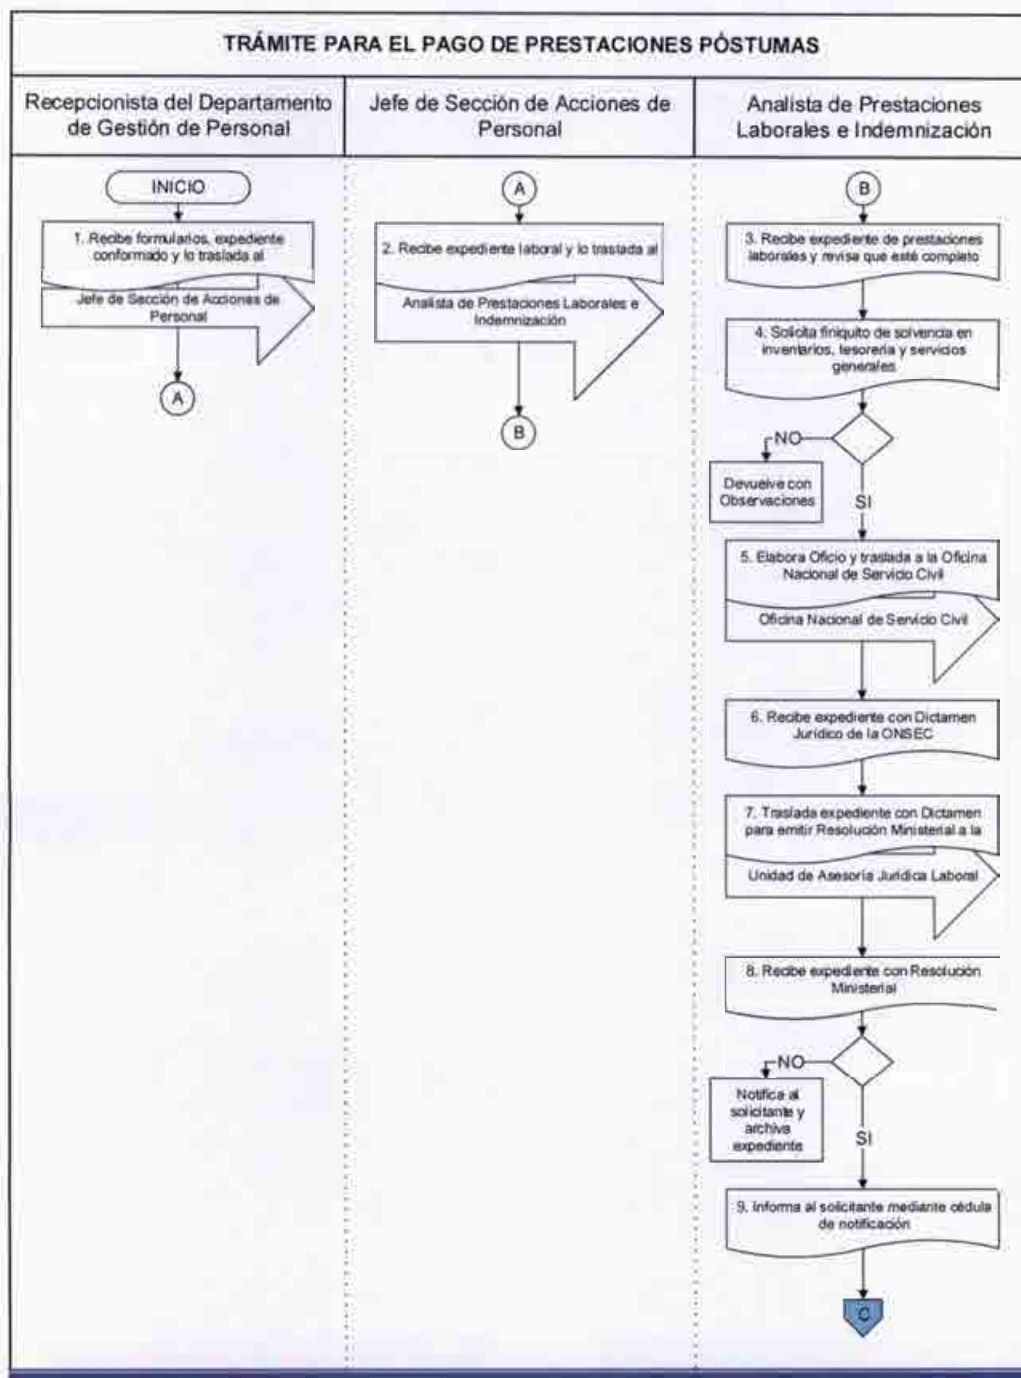 TRÁMITE PARA EL PAGO DE PRESTACIONES PÓSTUMAS
Recepcionista del Departamento
de Gestión de Personal
Jefe de Sección de Acciones de
Personal
Analista de Prestaciones
Laborales e Indemnización
INICIO
1. Recibe formularios, expediente
conformado y lo traslada al
Jefe de Sección de Acciones de
Personal
A
A
2. Recibe expediente laboral y lo traslada al
Analista de Prestaciones Laborales e
Indemnización
B
B
3. Recibe expediente de prestaciones
laborales y revisa que esté completo
4. Solicita finiquito de solvencia en
inventarios, tesorería y servicios
generales
NO
Devuelve con
Observaciones
SI
5. Elabora Oficio y traslada a la Oficina
Nacional de Servicio Civil
Oficina Nacional de Servicio Civil
6. Recibe expediente con Dictamen
Jurídico de la ONSEC
7. Traslada expediente con Dictamen
para emitir Resolución Ministerial a la
Unidad de Asesoría Jurídica Laboral
8. Recibe expediente con Resolución
Ministerial
NO
Notifica al
solicitante y
archiva
expediente
SI
9. Informa al solicitante mediante cédula
de notificación
C